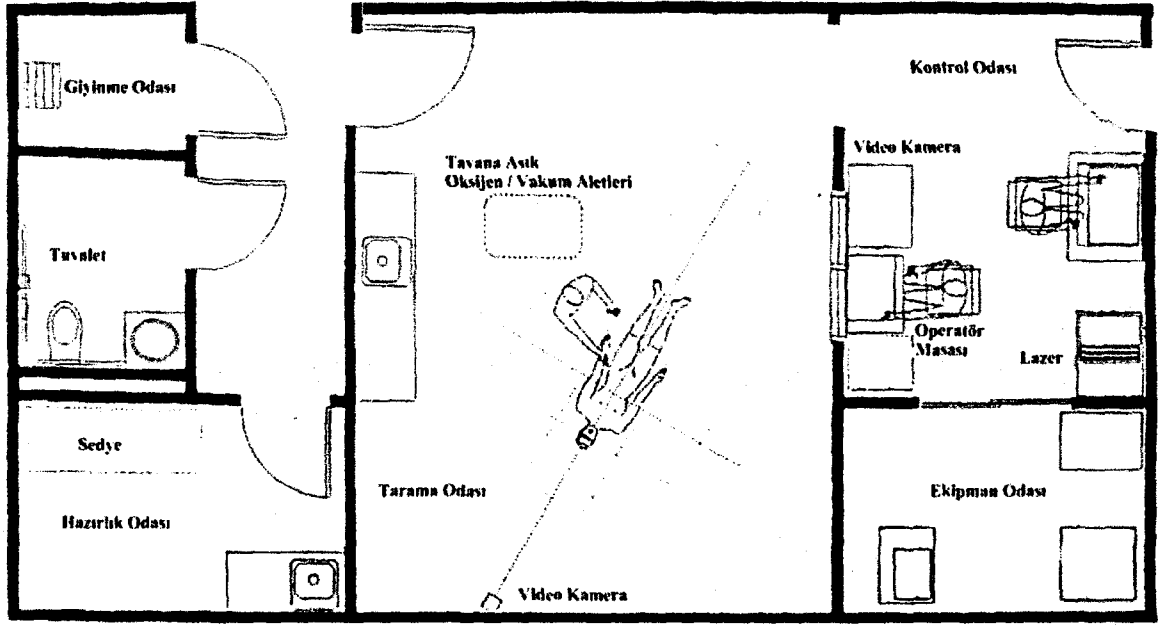 Giyinme Odası
Kontrol Odası
Video Kamera
Tavana Asık
Oksijen / Vakum Aletleri
Tuvalet
Operatör
Masası
Lazer
Sedye
Tarama Odası
Ekipman Odası
Hazırlık Odası
Video Kamera